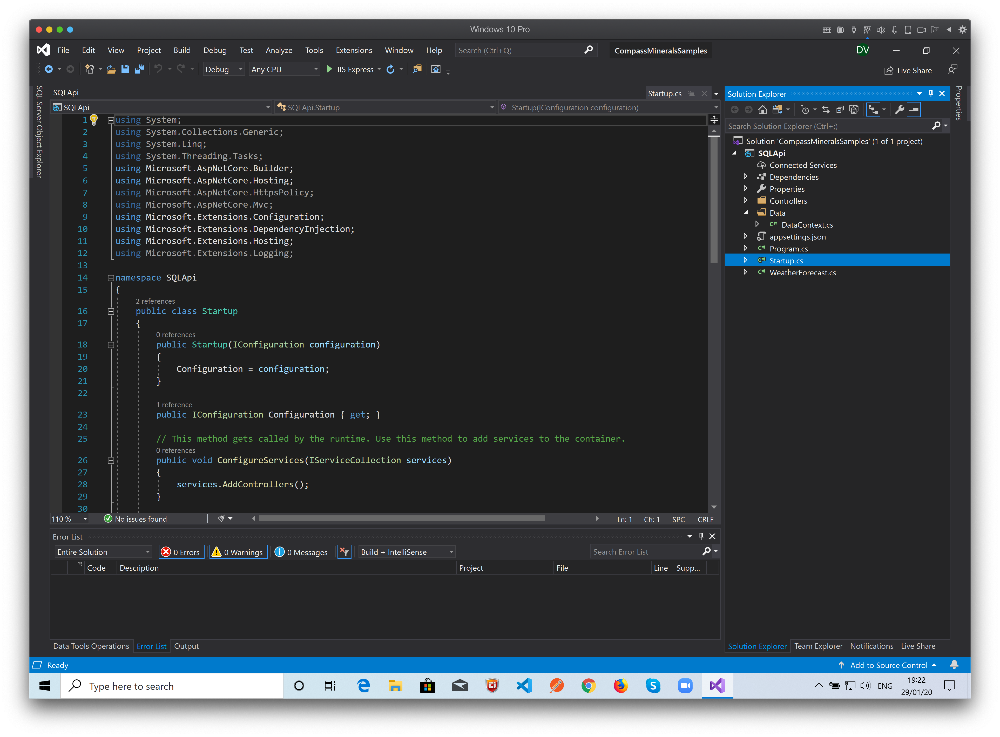 Windows 10 Pro
File Edit View Project Build Debug Test Analyze Tools Extensions Window Help Search (Ctrl+Q) CompassMineralsSamples DV
Debug Any CPU IIS Express Live Share
SQL Server Object Explorer
SQLApi Startup.cs
SQLApi SQLApi.Startup Startup(IConfiguration configuration)
1 using System;
2 using System.Collections.Generic;
3 using System.Linq;
4 using System.Threading.Tasks;
5 using Microsoft.AspNetCore.Builder;
6 using Microsoft.AspNetCore.Hosting;
7 using Microsoft.AspNetCore.HttpsPolicy;
8 using Microsoft.AspNetCore.Mvc;
9 using Microsoft.Extensions.Configuration;
10 using Microsoft.Extensions.DependencyInjection;
11 using Microsoft.Extensions.Hosting;
12 using Microsoft.Extensions.Logging;
13
14 namespace SQLApi
15 {
2 references
16 public class Startup
17 {
0 references
18 public Startup(IConfiguration configuration)
19 {
20 Configuration = configuration;
21 }
22
1 reference
23 public IConfiguration Configuration { get; }
24
25 // This method gets called by the runtime. Use this method to add services to the container.
0 references
26 public void ConfigureServices(IServiceCollection services)
27 {
28 services.AddControllers();
29 }
30
110 % No issues found Ln: 1 Ch: 1 SPC CRLF
Error List
Entire Solution 0 Errors 0 Warnings 0 Messages Build + IntelliSense Search Error List
Code Description Project File Line Supp...
Data Tools Operations Error List Output
Solution Explorer
Search Solution Explorer (Ctrl+;)
Solution 'CompassMineralsSamples' (1 of 1 project)
SQLApi
Connected Services
Dependencies
Properties
Controllers
Data
C# DataContext.cs
appsettings.json
C# Program.cs
C# Startup.cs
C# WeatherForecast.cs
Solution Explorer Team Explorer Notifications Live Share
Properties
Ready Add to Source Control
Type here to search ENG 19:22
29/01/20